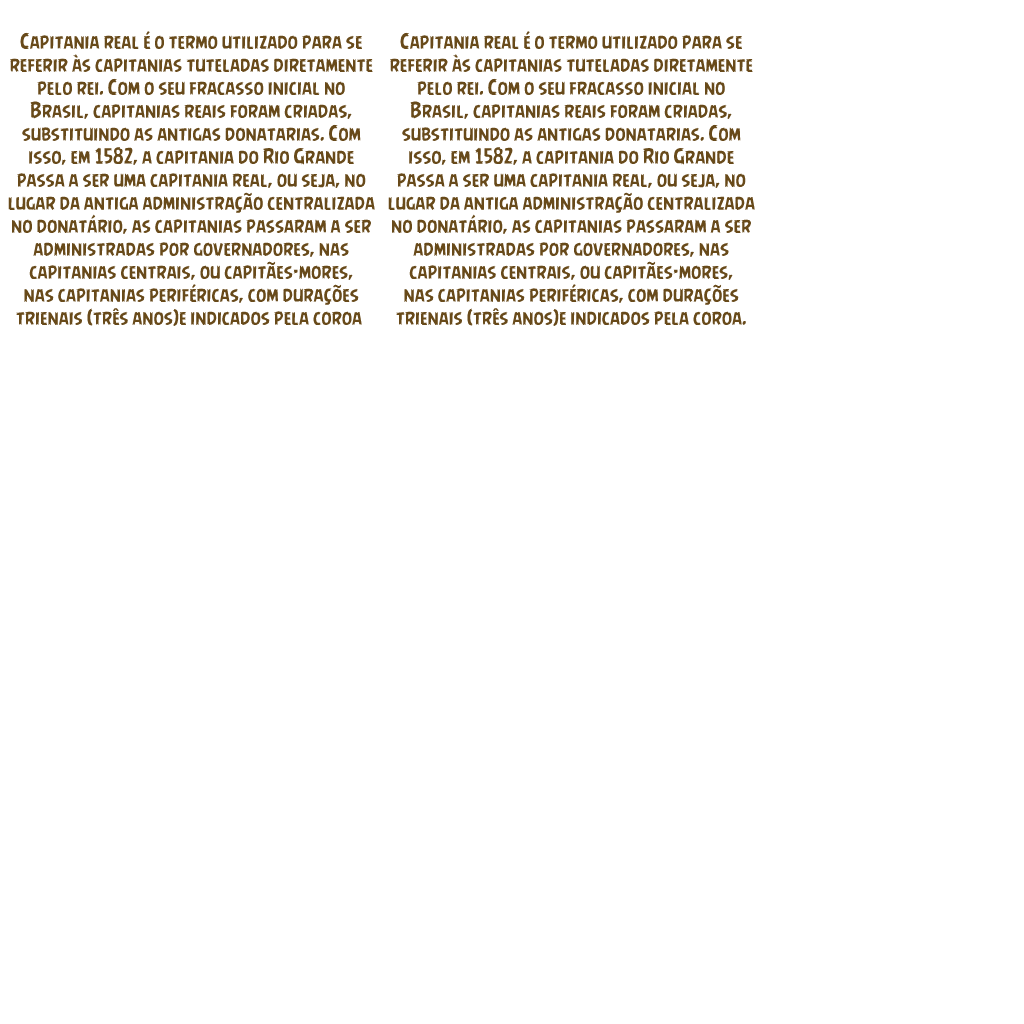 Capitania real é o termo utilizado para se
referir às capitanias tuteladas diretamente
pelo rei. Com o seu fracasso inicial no
Brasil, capitanias reais foram criadas,
substituindo as antigas donatarias. Com
isso, em 1582, a capitania do Rio Grande
passa a ser uma capitania real, ou seja, no
lugar da antiga administração centralizada
no donatário, as capitanias passaram a ser
administradas por governadores, nas
capitanias centrais, ou capitães-mores,
nas capitanias periféricas, com durações
trienais (três anos)e indicados pela coroa
Capitania real é o termo utilizado para se
referir às capitanias tuteladas diretamente
pelo rei. Com o seu fracasso inicial no
Brasil, capitanias reais foram criadas,
substituindo as antigas donatarias. Com
isso, em 1582, a capitania do Rio Grande
passa a ser uma capitania real, ou seja, no
lugar da antiga administração centralizada
no donatário, as capitanias passaram a ser
administradas por governadores, nas
capitanias centrais, ou capitães-mores,
nas capitanias periféricas, com durações
trienais (três anos)e indicados pela coroa.